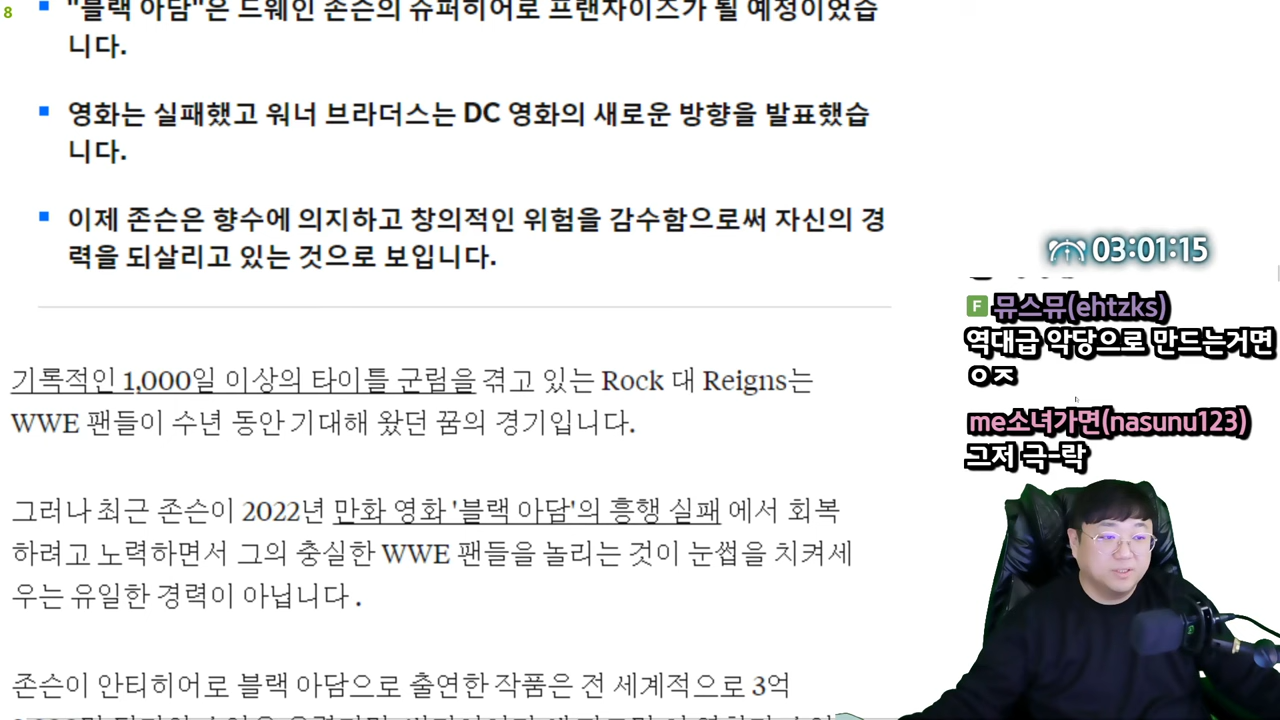 8
"블랙 아담"은 드웨인 존슨의 슈퍼히어로 프랜차이즈가 될 예정이었습
니다.
영화는 실패했고 워너 브라더스는 DC 영화의 새로운 방향을 발표했습
니다.
이제 존슨은 향수에 의지하고 창의적인 위험을 감수함으로써 자신의 경
력을 되살리고 있는 것으로 보입니다.
기록적인 1,000일 이상의 타이틀 군림을 겪고 있는 Rock 대 Reigns는
WWE 팬들이 수년 동안 기대해 왔던 꿈의 경기입니다.
그러나 최근 존슨이 2022년 만화 영화 '블랙 아담'의 흥행 실패 에서 회복
하려고 노력하면서 그의 충실한 WWE 팬들을 놀리는 것이 눈썹을 치켜세
우는 유일한 경력이 아닙니다 .
존슨이 안티히어로 블랙 아담으로 출연한 작품은 전 세계적으로 3억
03:01:15
F 뮤스뮤(ehtzks)
역대급 악당으로 만드는거면
ㅇㅈ
me소녀가면(nasunu123)
그저 극-락